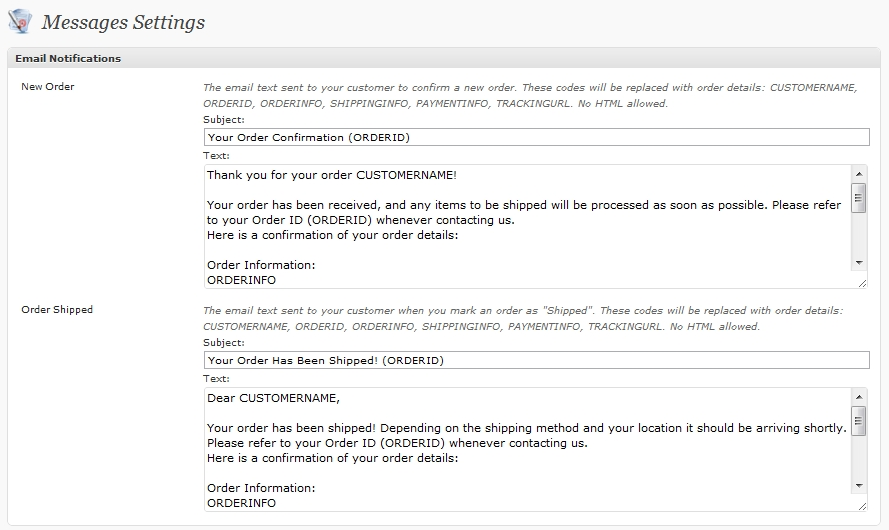 Messages Settings
Email Notifications
New Order
The email text sent to your customer to confirm a new order. These codes will be replaced with order details: CUSTOMERNAME,
ORDERID, ORDERINFO, SHIPPINGINFO, PAYMENTINFO, TRACKINGURL. No HTML allowed.
Subject:
Your Order Confirmation (ORDERID)
Text:
Thank you for your order CUSTOMERNAME!
Your order has been received, and any items to be shipped will be processed as soon as possible. Please refer
to your Order ID (ORDERID) whenever contacting us.
Here is a confirmation of your order details:
Order Information:
ORDERINFO
Order Shipped
The email text sent to your customer when you mark an order as "Shipped". These codes will be replaced with order details:
CUSTOMERNAME, ORDERID, ORDERINFO, SHIPPINGINFO, PAYMENTINFO, TRACKINGURL. No HTML allowed.
Subject:
Your Order Has Been Shipped! (ORDERID)
Text:
Dear CUSTOMERNAME,
Your order has been shipped! Depending on the shipping method and your location it should be arriving shortly.
Please refer to your Order ID (ORDERID) whenever contacting us.
Here is a confirmation of your order details:
Order Information:
ORDERINFO